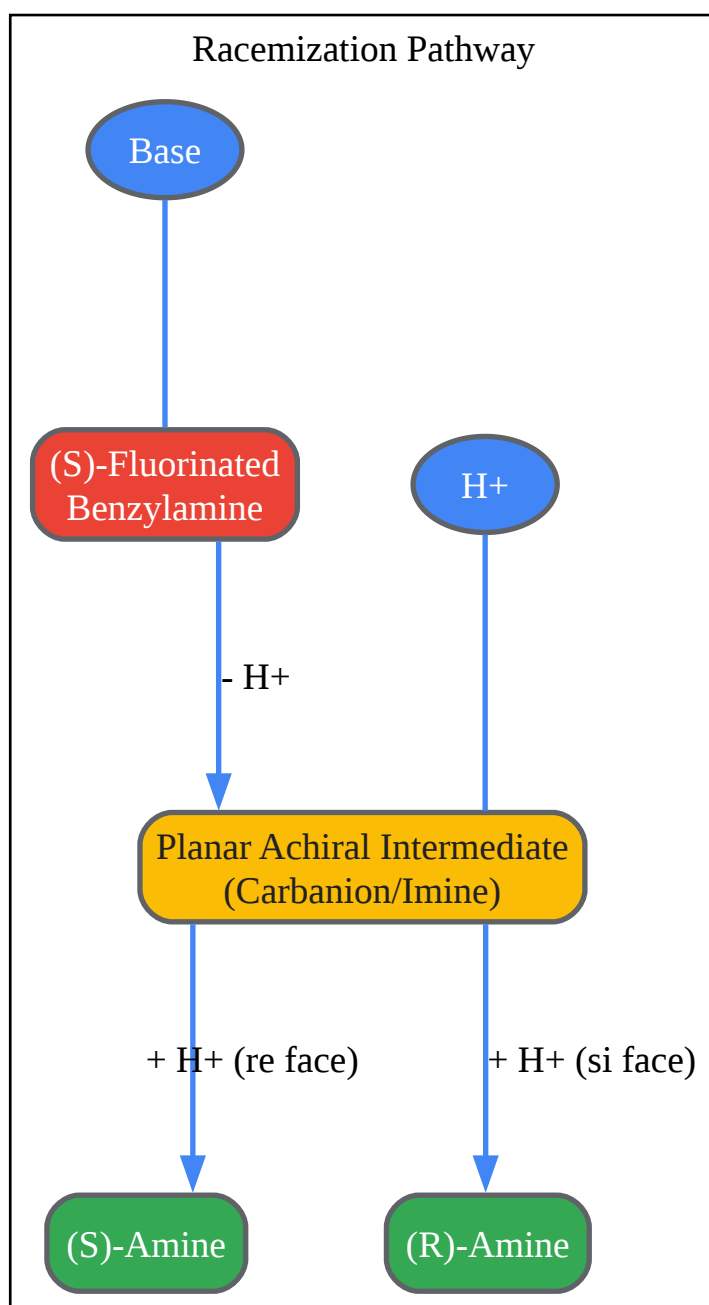 Racemization Pathway
Base
(S)-Fluorinated
Benzylamine
H+
- H+
Planar Achiral Intermediate
(Carbanion/Imine)
+ H+ (re face)
+ H+ (si face)
(S)-Amine
(R)-Amine